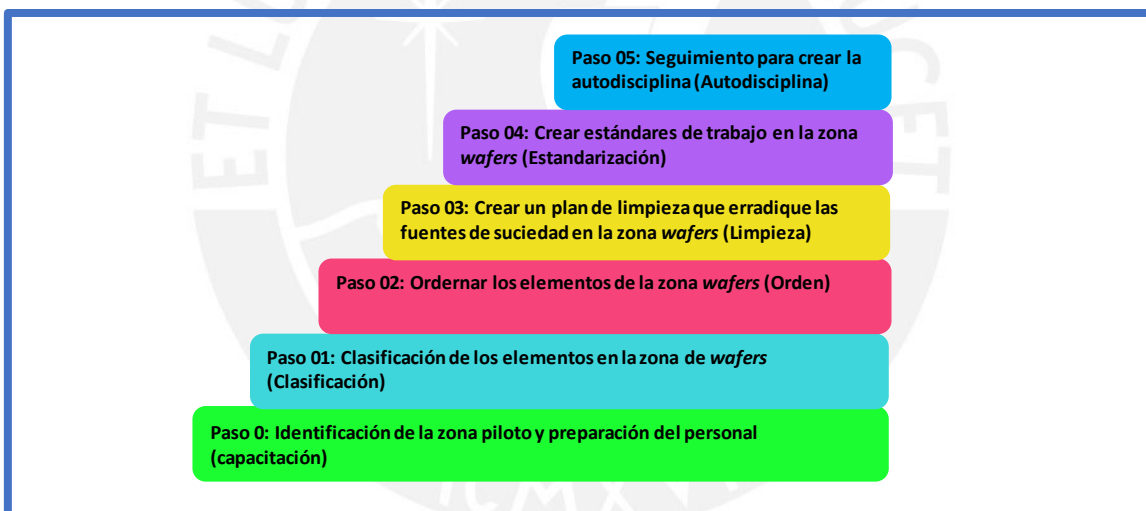 Paso 05: Seguimiento para crear la
autodisciplina (Autodisciplina)
Paso 04: Crear estándares de trabajo en la zona
wafers (Estandarización)
Paso 03: Crear un plan de limpieza que erradique las
fuentes de suciedad en la zona wafers (Limpieza)
Paso 02: Ordernar los elementos de la zona wafers (Orden)
Paso 01: Clasificación de los elementos en la zona de wafers
(Clasificación)
Paso 0: Identificación de la zona piloto y preparación del personal
(capacitación)
ET